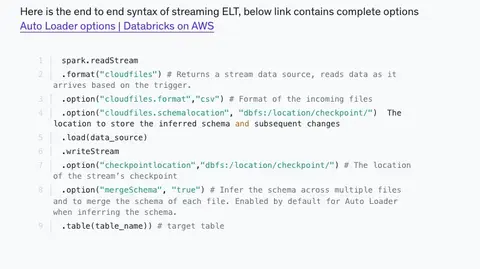 Here is the end to end syntax of streaming ELT, below link contains complete options
Auto Loader options | Databricks on AWS
1 spark.readStream
2 .format("cloudfiles") # Returns a stream data source, reads data as it
arrives based on the trigger.
3 .option("cloudfiles.format","csv") # Format of the incoming files
4 .option("cloudfiles.schemalocation", "dbfs:/location/checkpoint/") The
location to store the inferred schema and subsequent changes
5 .load(data_source)
6 .writeStream
7 .option("checkpointlocation","dbfs:/location/checkpoint/") # The location
of the stream's checkpoint
8 .option("mergeSchema", "true") # Infer the schema across multiple files
and to merge the schema of each file. Enabled by default for Auto Loader
when inferring the schema.
9 .table(table_name)) # target table